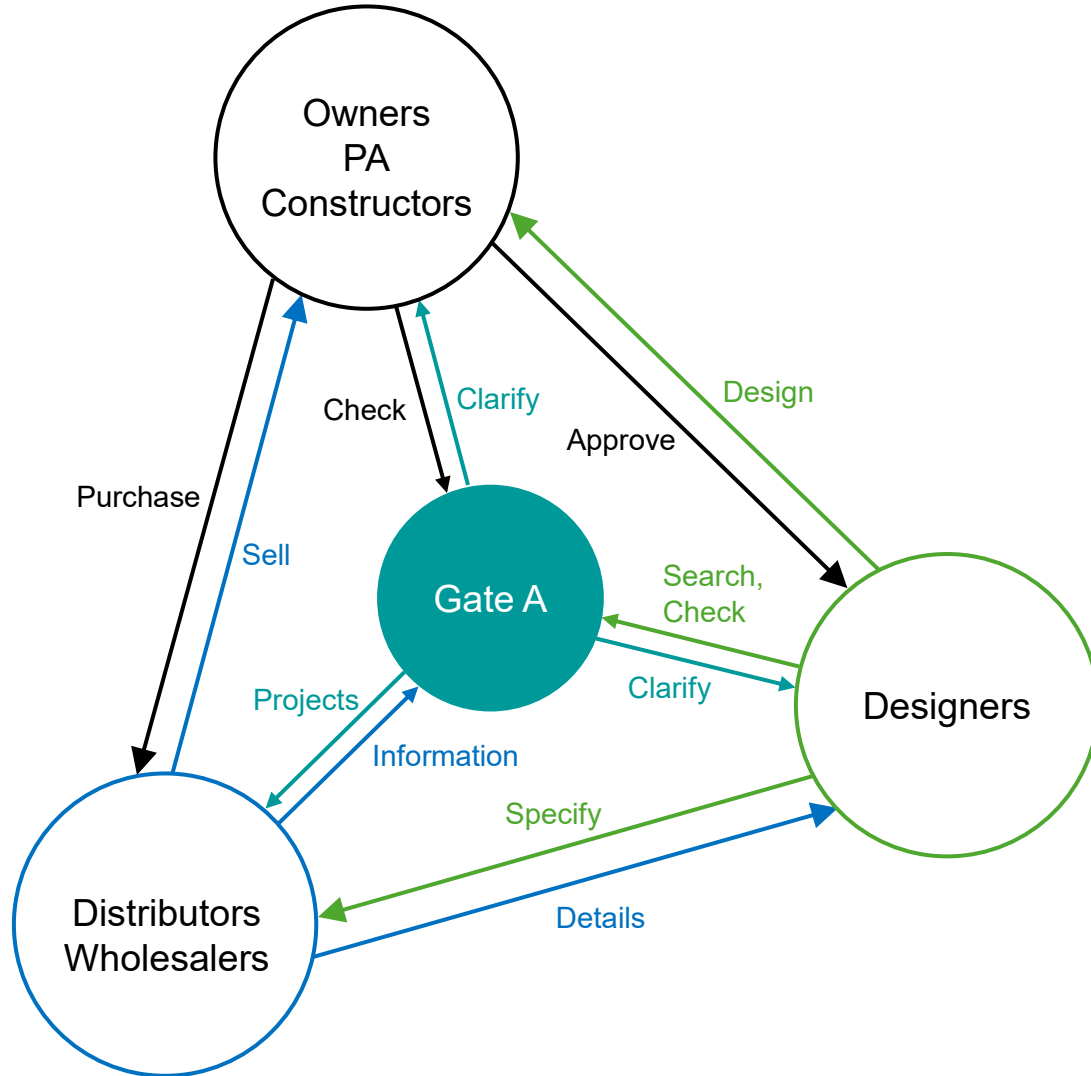 Owners
PA
Constructors
Design
Clarify
Check
Approve
Purchase
Sell
Search,
Check
Gate A
Clarify
Projects
Designers
Information
Specify
Details
Distributors
Wholesalers